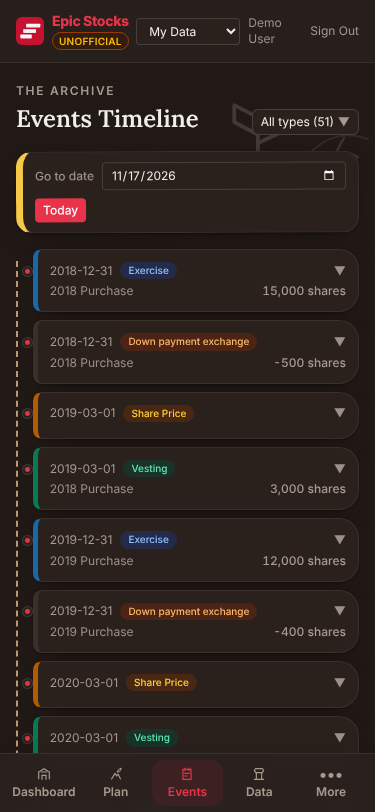 Epic Stocks
UNOFFICIAL
My Data
Demo User
Sign Out
THE ARCHIVE
Events Timeline
All types (51) ▼
Go to date 11/17/2026
Today
2018-12-31 Exercise ▼
2018 Purchase 15,000 shares
2018-12-31 Down payment exchange ▼
2018 Purchase -500 shares
2019-03-01 Share Price ▼
2019-03-01 Vesting ▼
2018 Purchase 3,000 shares
2019-12-31 Exercise ▼
2019 Purchase 12,000 shares
2019-12-31 Down payment exchange ▼
2019 Purchase -400 shares
2020-03-01 Share Price ▼
2020-03-01 Vesting ▼
Dashboard Plan Events Data More